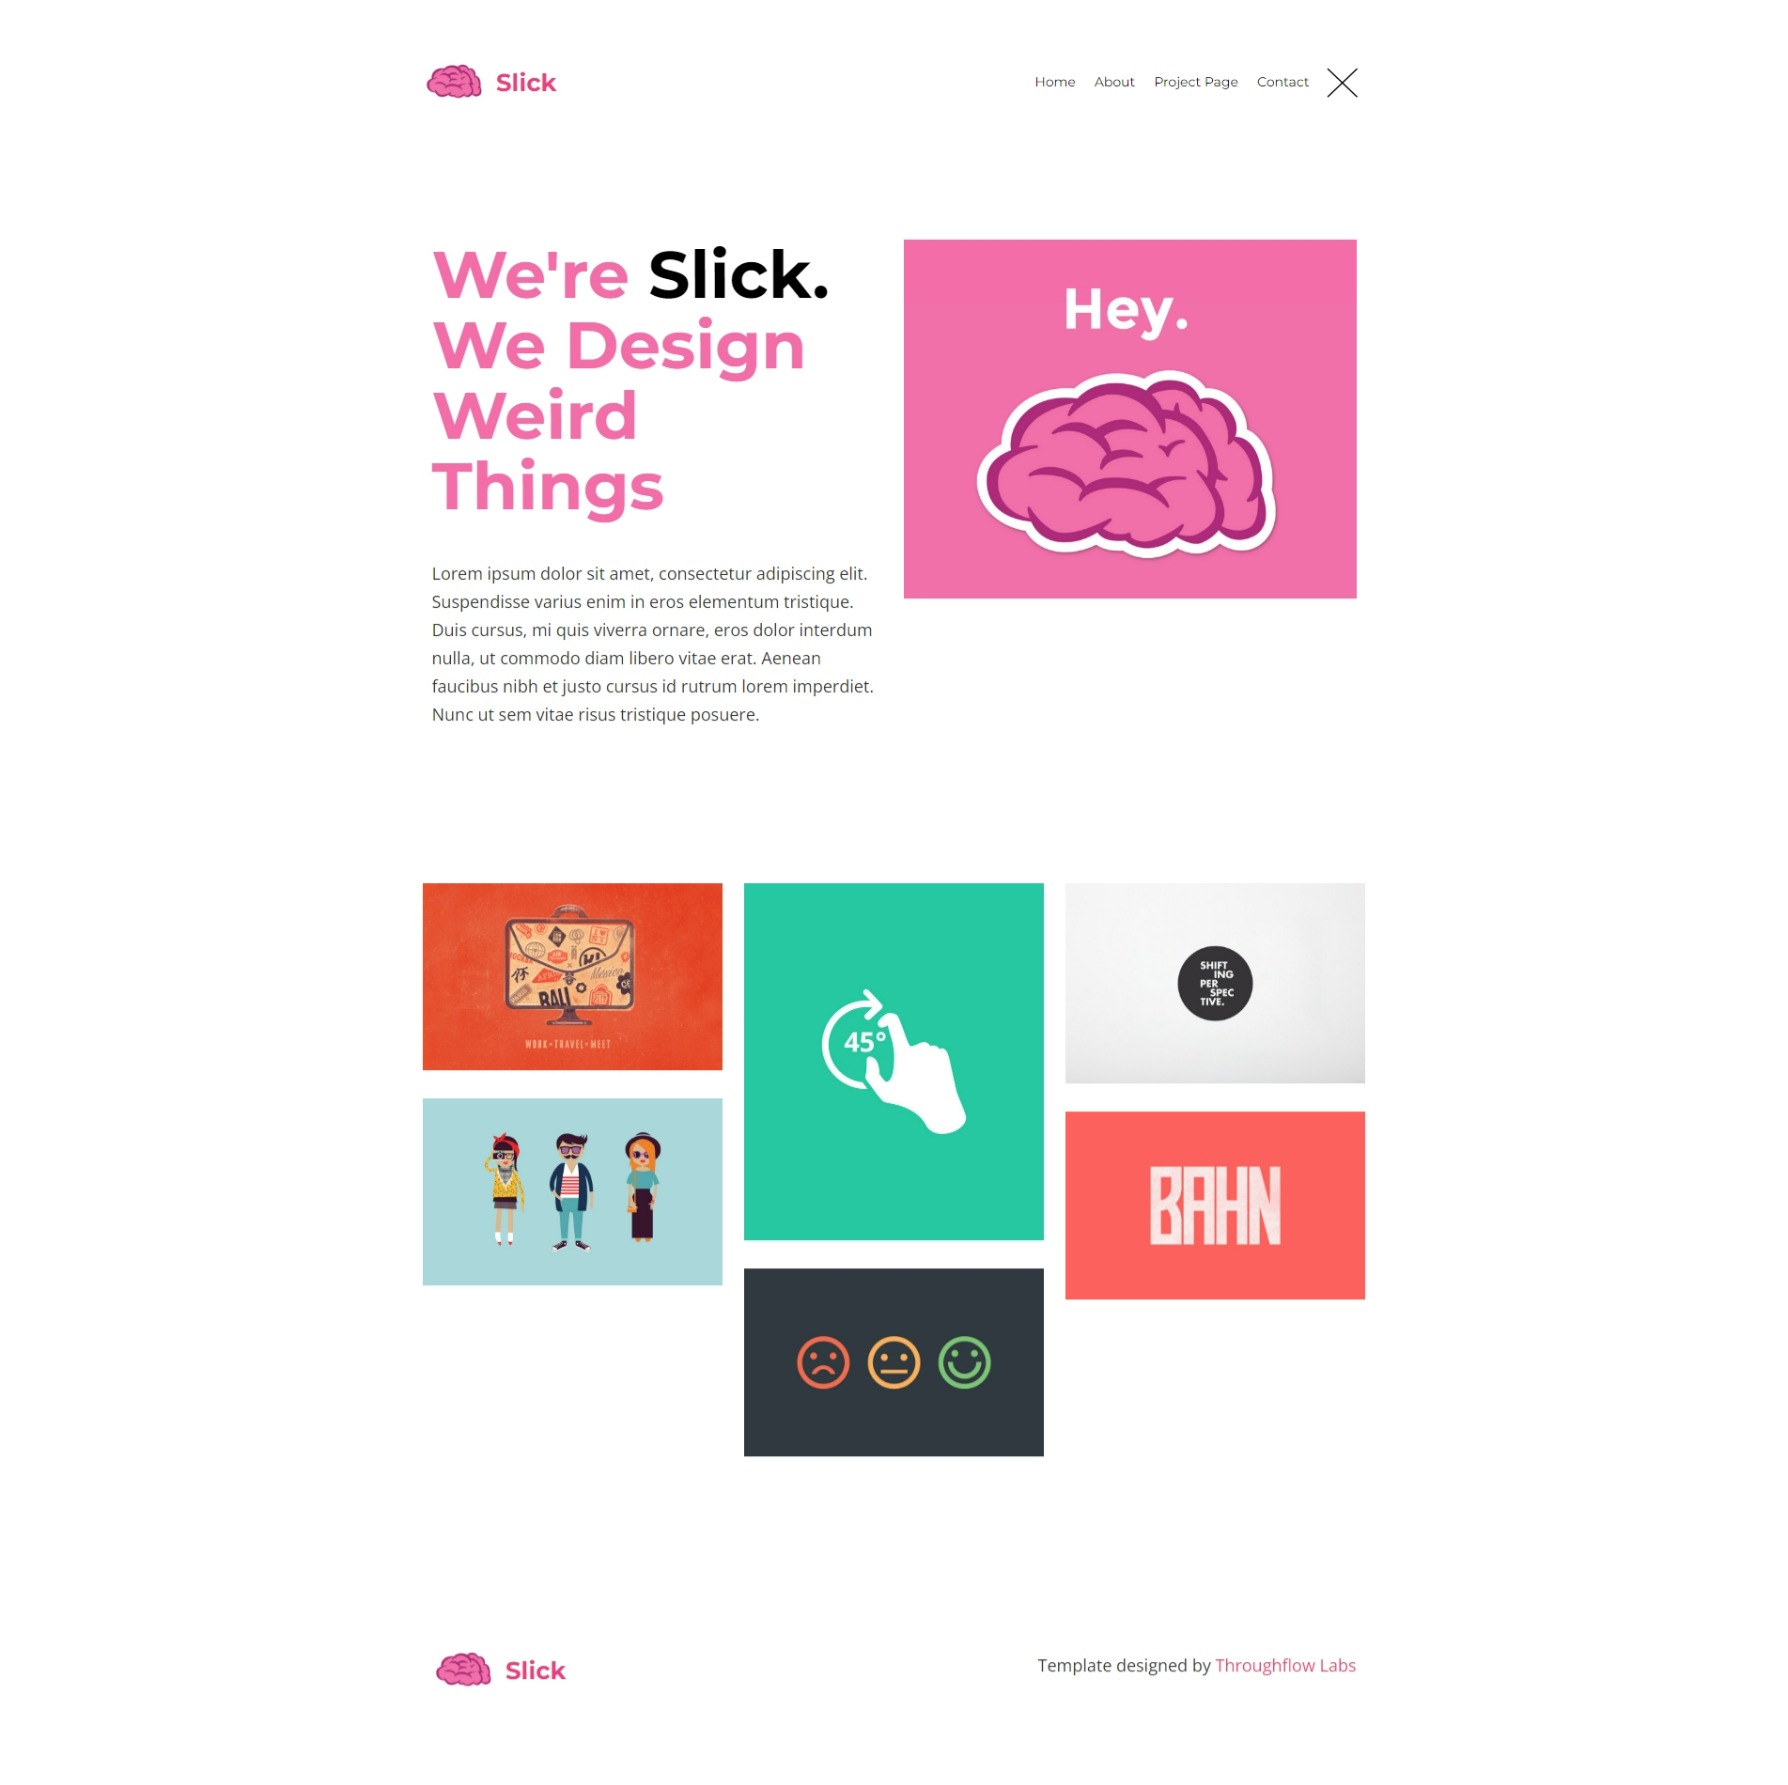 Slick
Home About Project Page Contact
We're Slick.
We Design
Weird
Things
Lorem ipsum dolor sit amet, consectetur adipiscing elit.
Suspendisse varius enim in eros elementum tristique.
Duis cursus, mi quis viverra ornare, eros dolor interdum
nulla, ut commodo diam libero vitae erat. Aenean
faucibus nibh et justo cursus id rutrum lorem imperdiet.
Nunc ut sem vitae risus tristique posuere.
Hey.
Mexico
BALI
WORK•TRAVEL•MEET
45°
SHIFT
ING
PER
SPEC
TIVE.
BAHN
Slick
Template designed by Throughflow Labs